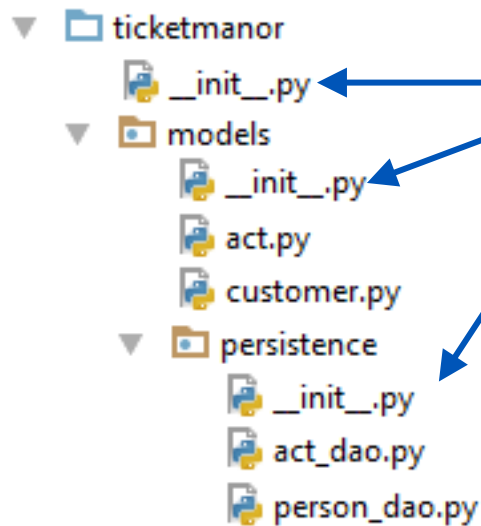 ticketmanor
__init__.py
models
__init__.py
act.py
customer.py
persistence
__init__.py
act_dao.py
person_dao.py